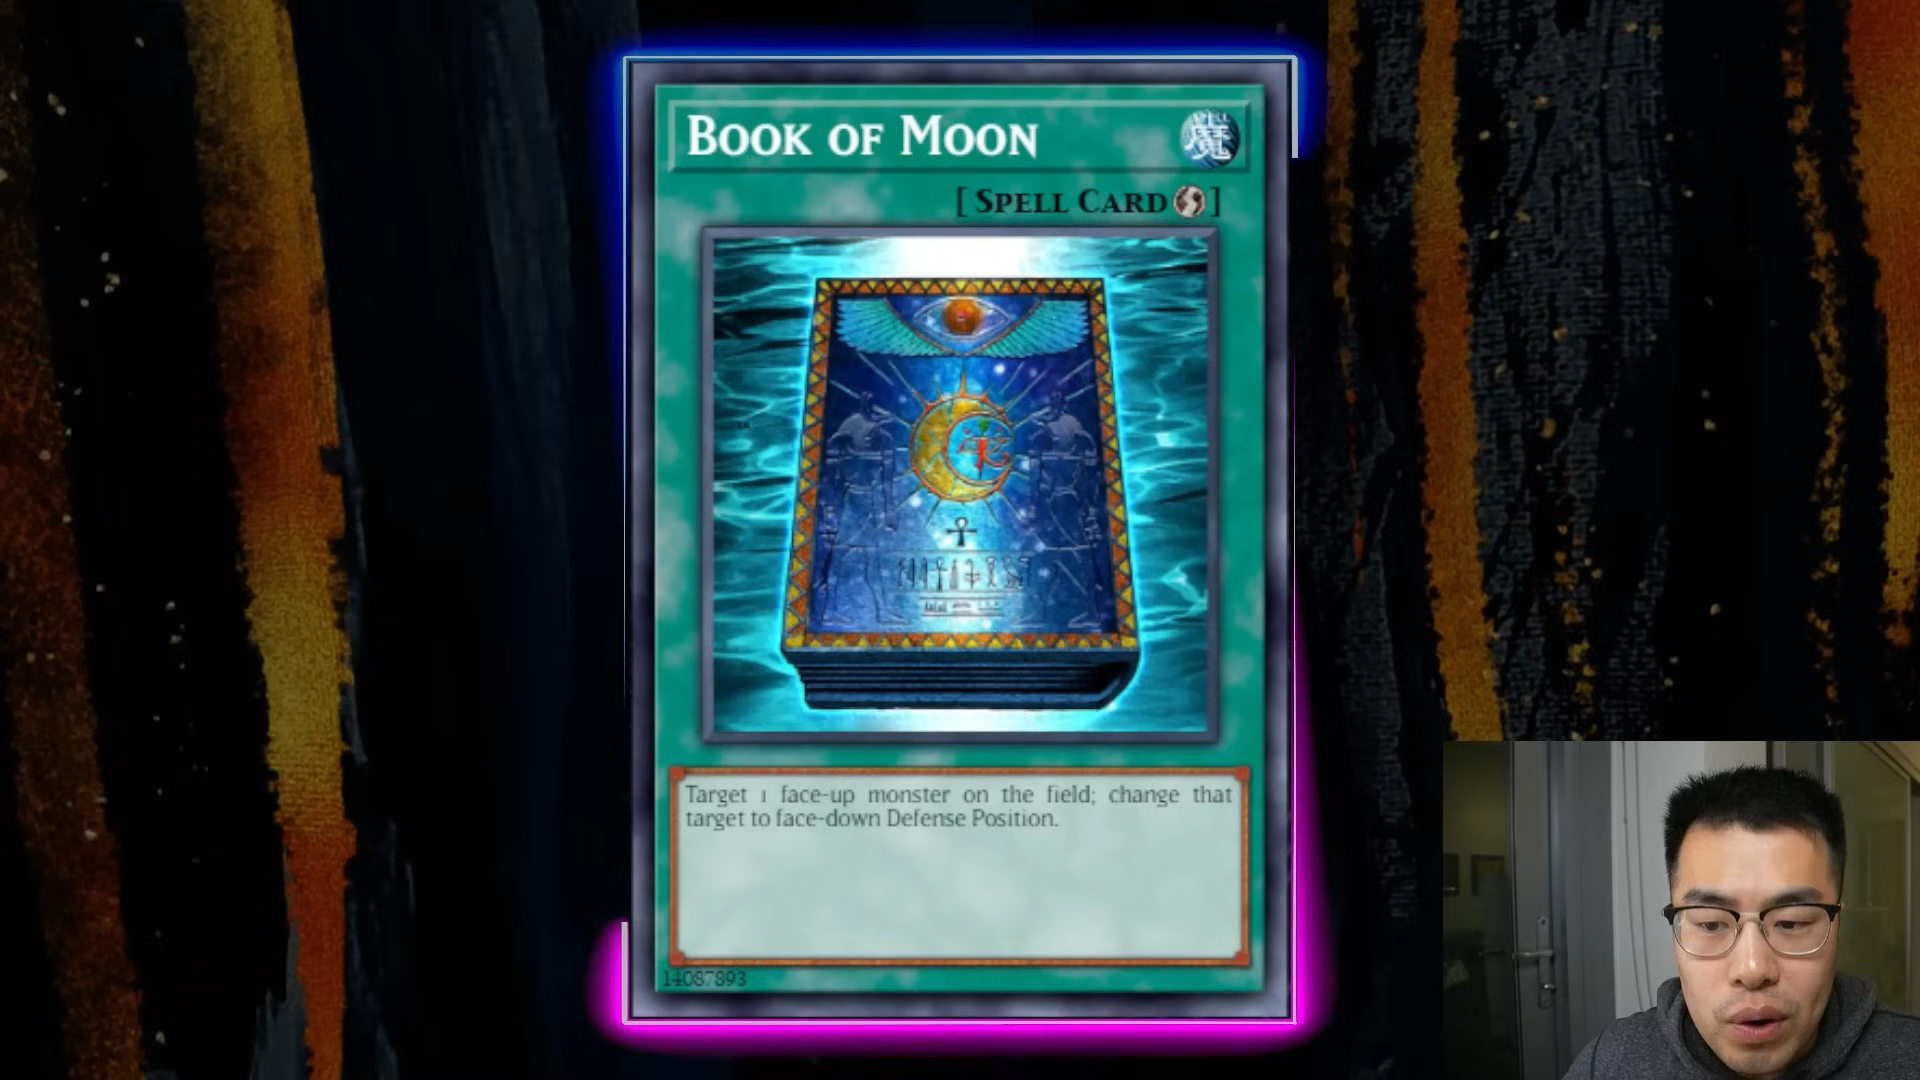 BOOK OF MOON
魔
[ SPELL CARD ]
Target 1 face-up monster on the field; change that
target to face-down Defense Position.
14087893